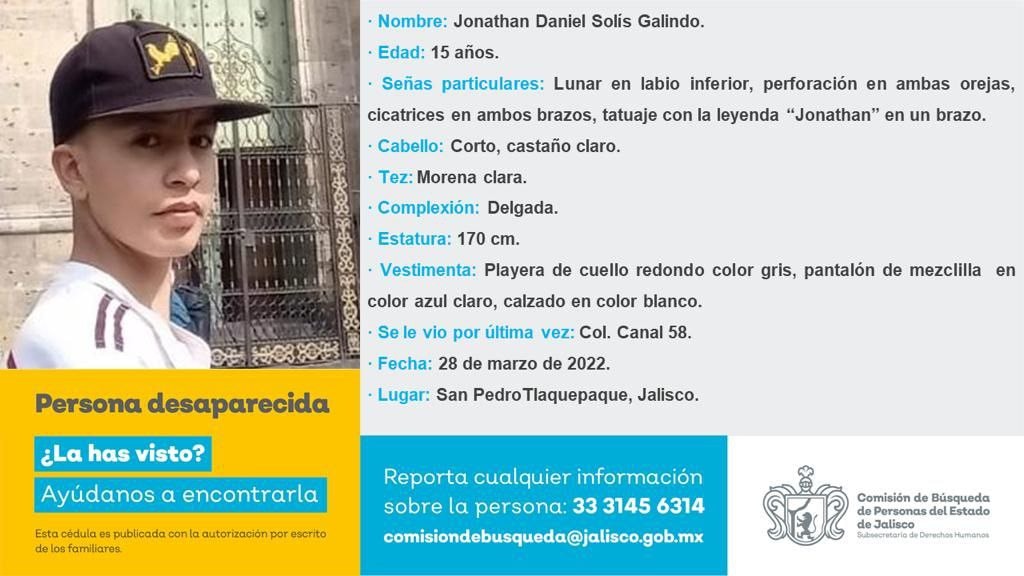 · Nombre: Jonathan Daniel Solís Galindo.
· Edad: 15 años.
· Señas particulares: Lunar en labio inferior, perforación en ambas orejas,
cicatrices en ambos brazos, tatuaje con la leyenda “Jonathan” en un brazo.
· Cabello: Corto, castaño claro.
· Tez: Morena clara.
· Complexión: Delgada.
· Estatura: 170 cm.
· Vestimenta: Playera de cuello redondo color gris, pantalón de mezclilla en
color azul claro, calzado en color blanco.
· Se le vio por última vez: Col. Canal 58.
· Fecha: 28 de marzo de 2022.
· Lugar: San Pedro Tlaquepaque, Jalisco.
Persona desaparecida
¿La has visto?
Ayúdanos a encontrarla
Esta cédula es publicada con la autorización por escrito
de los familiares.
Reporta cualquier información
sobre la persona: 33 3145 6314
comisiondebusqueda@jalisco.gob.mx
Comisión de Búsqueda
de Personas del Estado
de Jalisco
Subsecretaría de Derechos Humanos